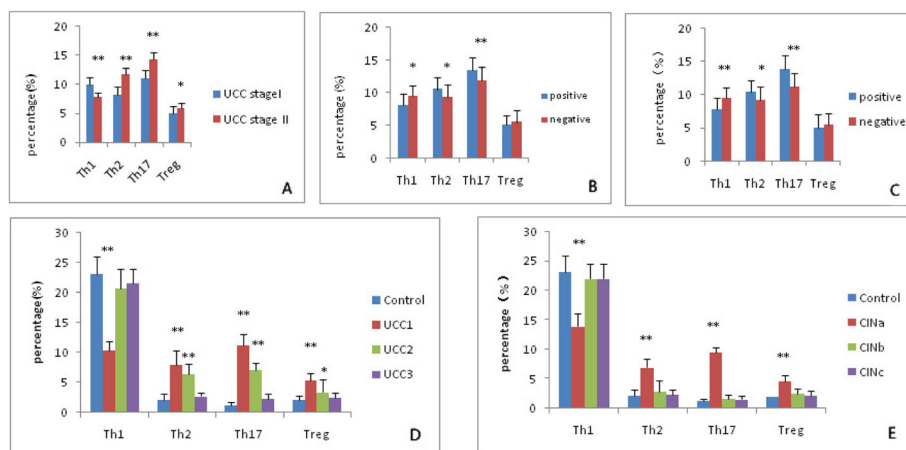 percentage(%)
20
15
10
5
0
**
**
**
*
Th1
Th2
Th17
Treg
UCC stageI
UCC stage II
A
percentage(%)
20
15
10
5
0
*
*
**
Th1
Th2
Th17
Treg
positive
negative
B
percentage (%)
20
15
10
5
0
**
*
**
Th1
Th2
Th17
Treg
positive
negative
C
percentage(%)
30
25
20
15
10
5
0
**
**
**
**
**
**
*
Th1
Th2
Th17
Treg
Control
UCC1
UCC2
UCC3
D
percentage (%)
30
25
20
15
10
5
0
**
**
**
**
Th1
Th2
Th17
Treg
Control
CINa
CINb
CINc
E